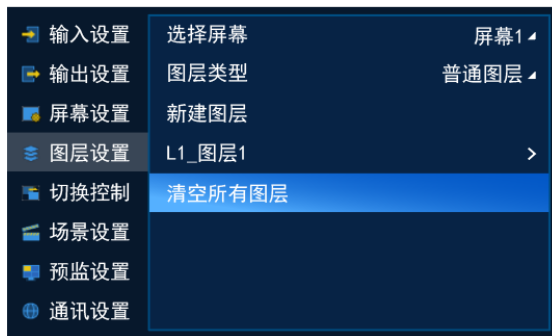 输入设置
输出设置
屏幕设置
图层设置
切换控制
场景设置
预监设置
通讯设置
选择屏幕 屏幕1
图层类型 普通图层
新建图层
L1_图层1 >
清空所有图层